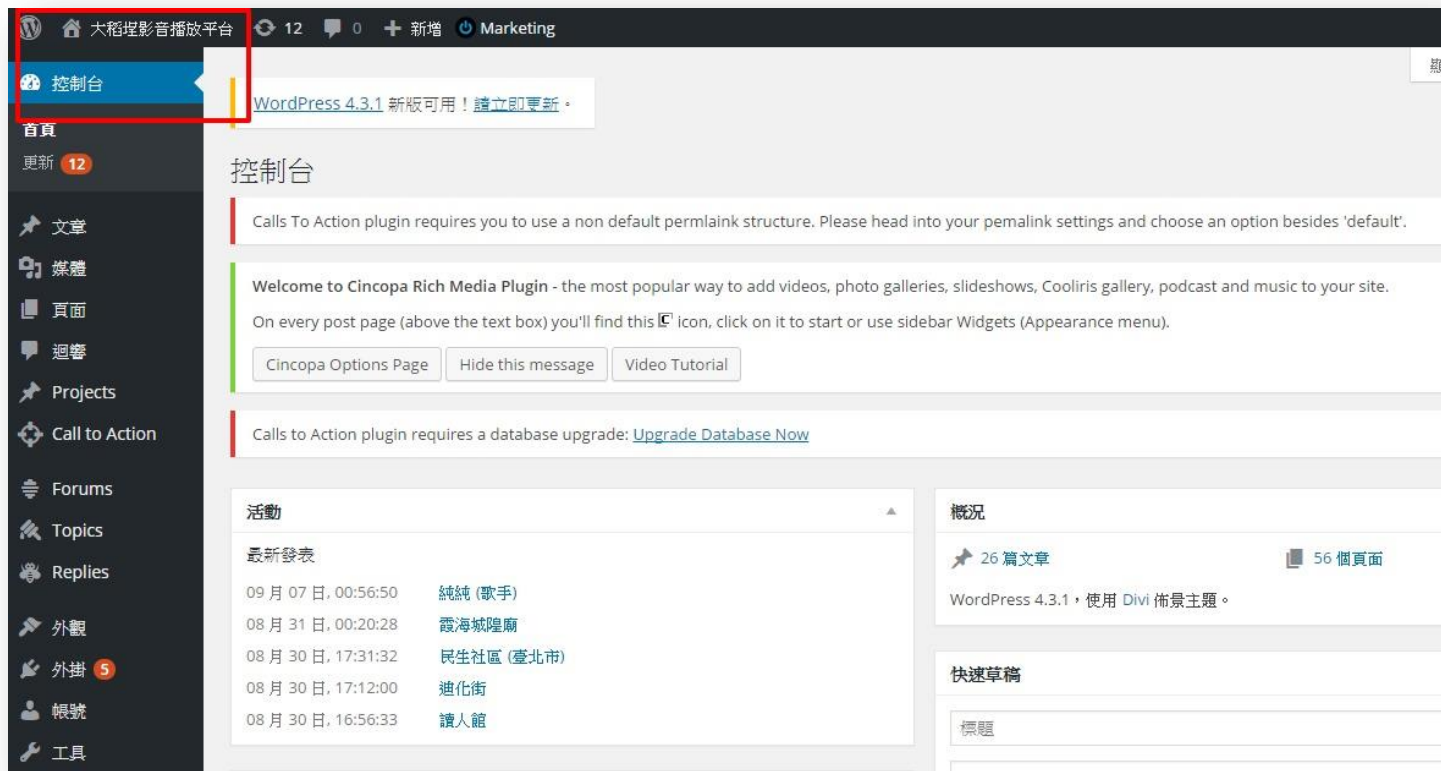 大稻埕影音播放平台 12 0 新增 Marketing
控制台
首頁
更新 12
文章
媒體
頁面
迴響
Projects
Call to Action
Forums
Topics
Replies
外觀
外掛 5
帳號
工具
WordPress 4.3.1 新版可用！請立即更新。
控制台
Calls To Action plugin requires you to use a non default permlaink structure. Please head into your pemalink settings and choose an option besides 'default'.
Welcome to Cincopa Rich Media Plugin - the most popular way to add videos, photo galleries, slideshows, Cooliris gallery, podcast and music to your site.
On every post page (above the text box) you'll find this C icon, click on it to start or use sidebar Widgets (Appearance menu).
Cincopa Options Page Hide this message Video Tutorial
Calls to Action plugin requires a database upgrade: Upgrade Database Now
活動
最新發表
09 月 07 日, 00:56:50 純純 (歌手)
08 月 31 日, 00:20:28 霞海城隍廟
08 月 30 日, 17:31:32 民生社區 (臺北市)
08 月 30 日, 17:12:00 迪化街
08 月 30 日, 16:56:33 讀人館
概況
26 篇文章 56 個頁面
WordPress 4.3.1，使用 Divi 佈景主題。
快速草稿
標題